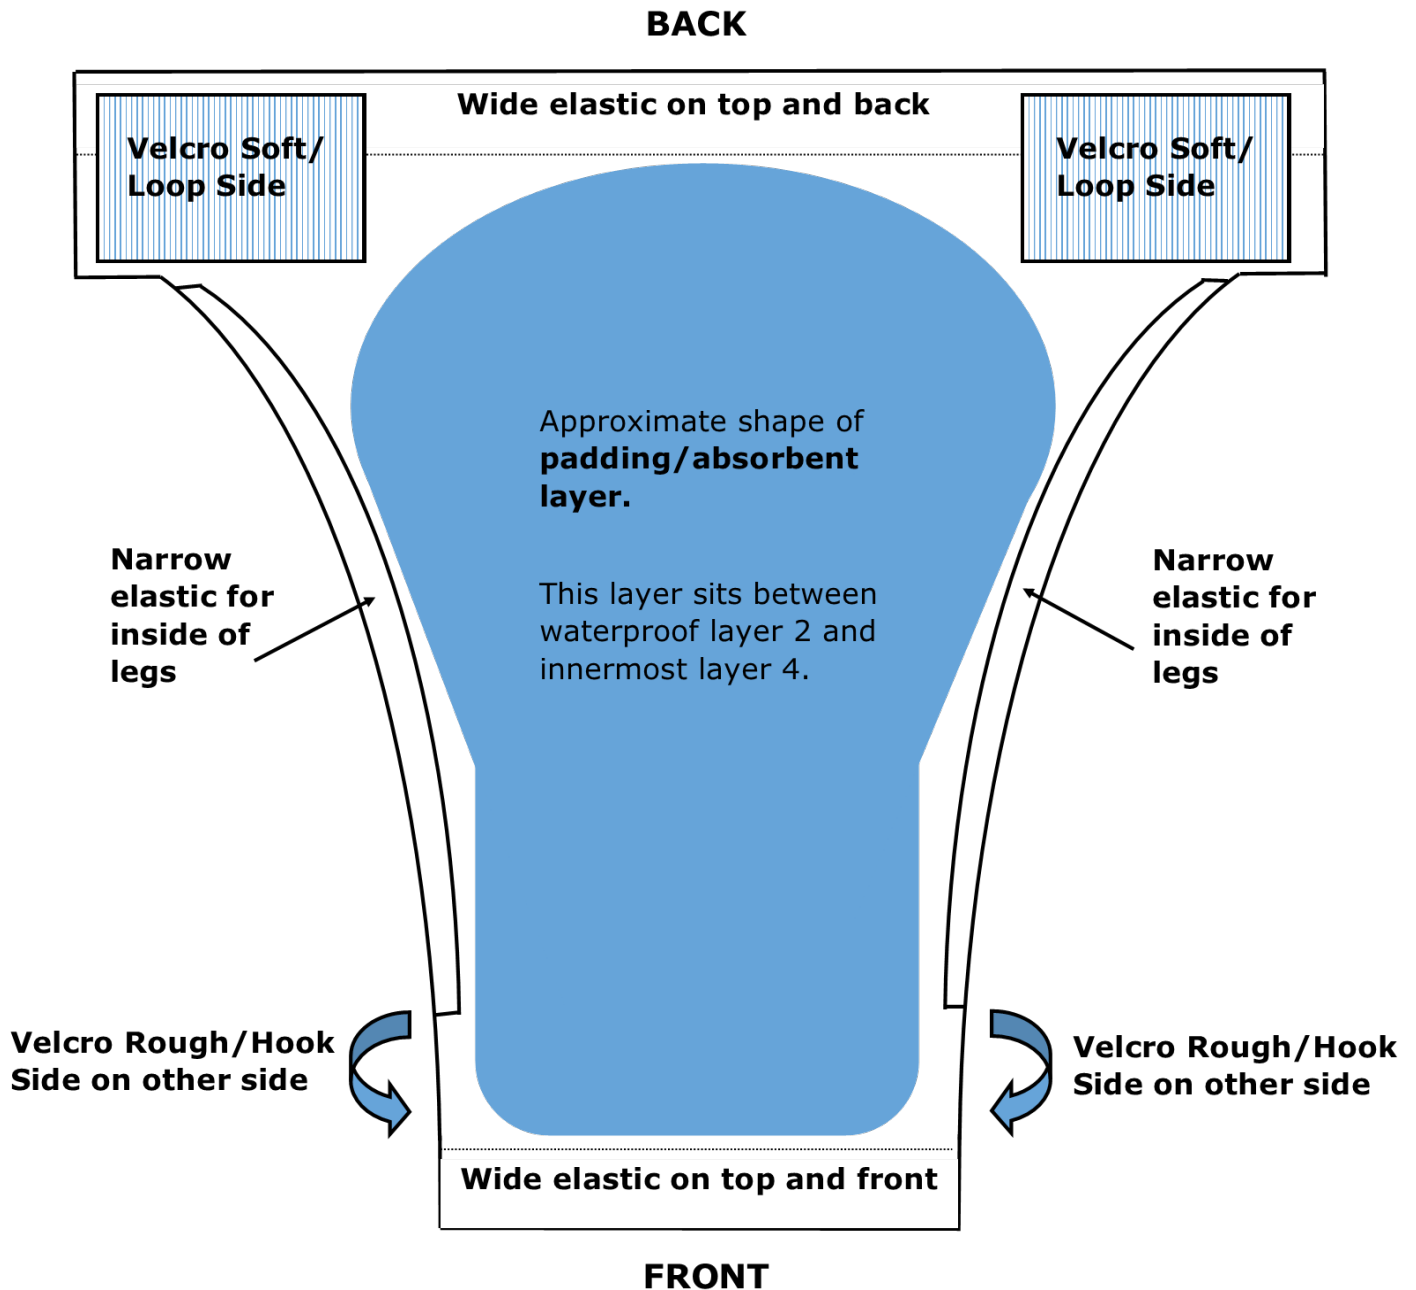 BACK
Wide elastic on top and back
Velcro Soft/
Loop Side
Velcro Soft/
Loop Side
Approximate shape of
padding/absorbent
layer.
This layer sits between
waterproof layer 2 and
innermost layer 4.
Narrow
elastic for
inside of
legs
Narrow
elastic for
inside of
legs
Velcro Rough/Hook
Side on other side
Velcro Rough/Hook
Side on other side
Wide elastic on top and front
FRONT